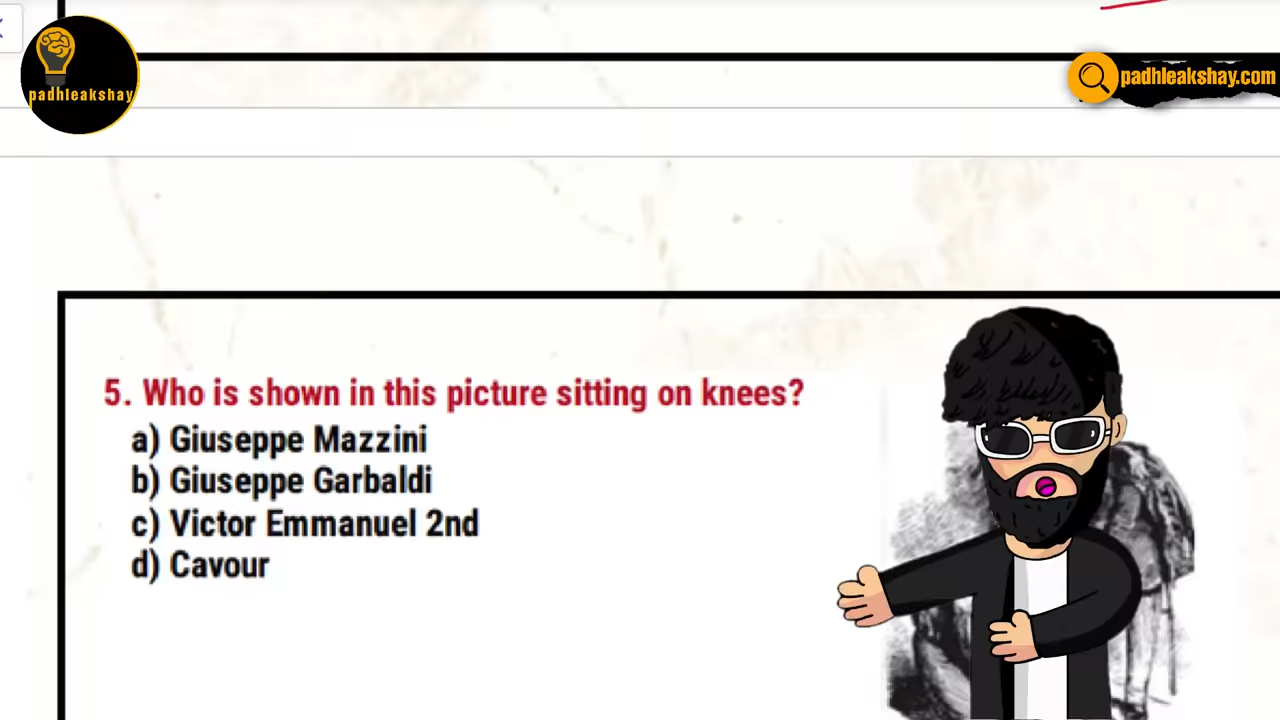 padhleakshay
padhleakshay.com
5. Who is shown in this picture sitting on knees?
a) Giuseppe Mazzini
b) Giuseppe Garbaldi
c) Victor Emmanuel 2nd
d) Cavour